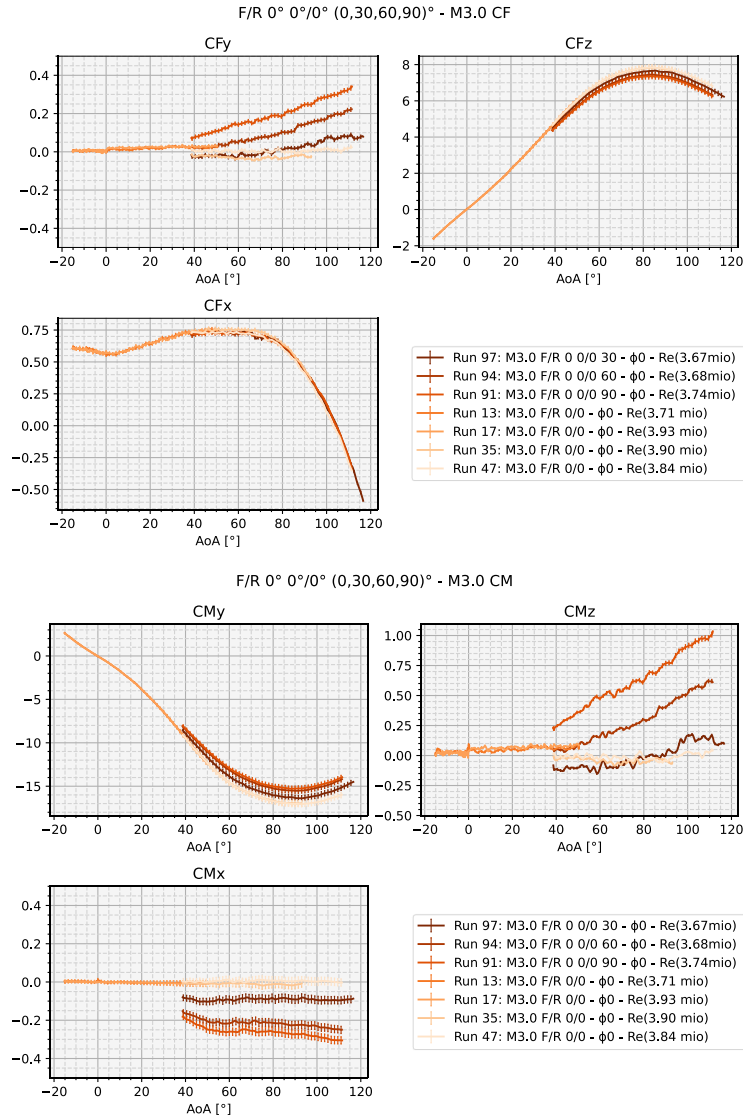 F/R 0° 0°/0° (0,30,60,90)° - M3.0 CF
CFy
CFz
0.4
0.2
0.0
−0.2
−0.4
−20 0 20 40 60 80 100 120
AoA [°]
8
6
4
2
0
−2
−20 0 20 40 60 80 100 120
AoA [°]
CFx
0.75
0.50
0.25
0.00
−0.25
−0.50
−20 0 20 40 60 80 100 120
AoA [°]
Run 97: M3.0 F/R 0 0/0 30 - ϕ0 - Re(3.67mio)
Run 94: M3.0 F/R 0 0/0 60 - ϕ0 - Re(3.68mio)
Run 91: M3.0 F/R 0 0/0 90 - ϕ0 - Re(3.74mio)
Run 13: M3.0 F/R 0/0 - ϕ0 - Re(3.71 mio)
Run 17: M3.0 F/R 0/0 - ϕ0 - Re(3.93 mio)
Run 35: M3.0 F/R 0/0 - ϕ0 - Re(3.90 mio)
Run 47: M3.0 F/R 0/0 - ϕ0 - Re(3.84 mio)
F/R 0° 0°/0° (0,30,60,90)° - M3.0 CM
CMy
CMz
0
−5
−10
−15
−20 0 20 40 60 80 100 120
AoA [°]
1.00
0.75
0.50
0.25
0.00
−0.25
−0.50
−20 0 20 40 60 80 100 120
AoA [°]
CMx
0.4
0.2
0.0
−0.2
−0.4
−20 0 20 40 60 80 100 120
AoA [°]
Run 97: M3.0 F/R 0 0/0 30 - ϕ0 - Re(3.67mio)
Run 94: M3.0 F/R 0 0/0 60 - ϕ0 - Re(3.68mio)
Run 91: M3.0 F/R 0 0/0 90 - ϕ0 - Re(3.74mio)
Run 13: M3.0 F/R 0/0 - ϕ0 - Re(3.71 mio)
Run 17: M3.0 F/R 0/0 - ϕ0 - Re(3.93 mio)
Run 35: M3.0 F/R 0/0 - ϕ0 - Re(3.90 mio)
Run 47: M3.0 F/R 0/0 - ϕ0 - Re(3.84 mio)